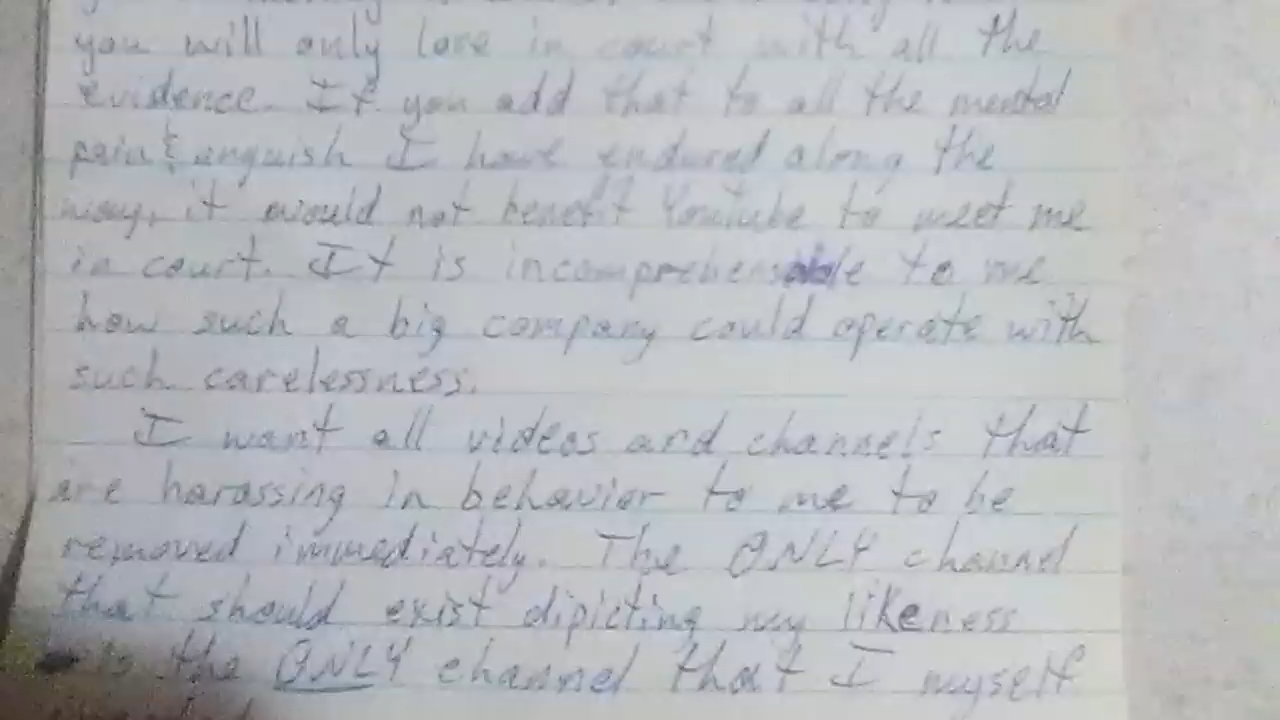 you will only lose in court with all the
evidence. If you add that to all the mental
pain & anguish I have endured along the
way, it would not benefit Youtube to meet me
in court. It is incomprehensable to me
how such a big company could operate with
such carelessness.
I want all videos and channels that
are harassing in behavior to me to be
removed immediately. The ONLY channel
that should exist dipicting my likeness
is the ONLY channel that I myself